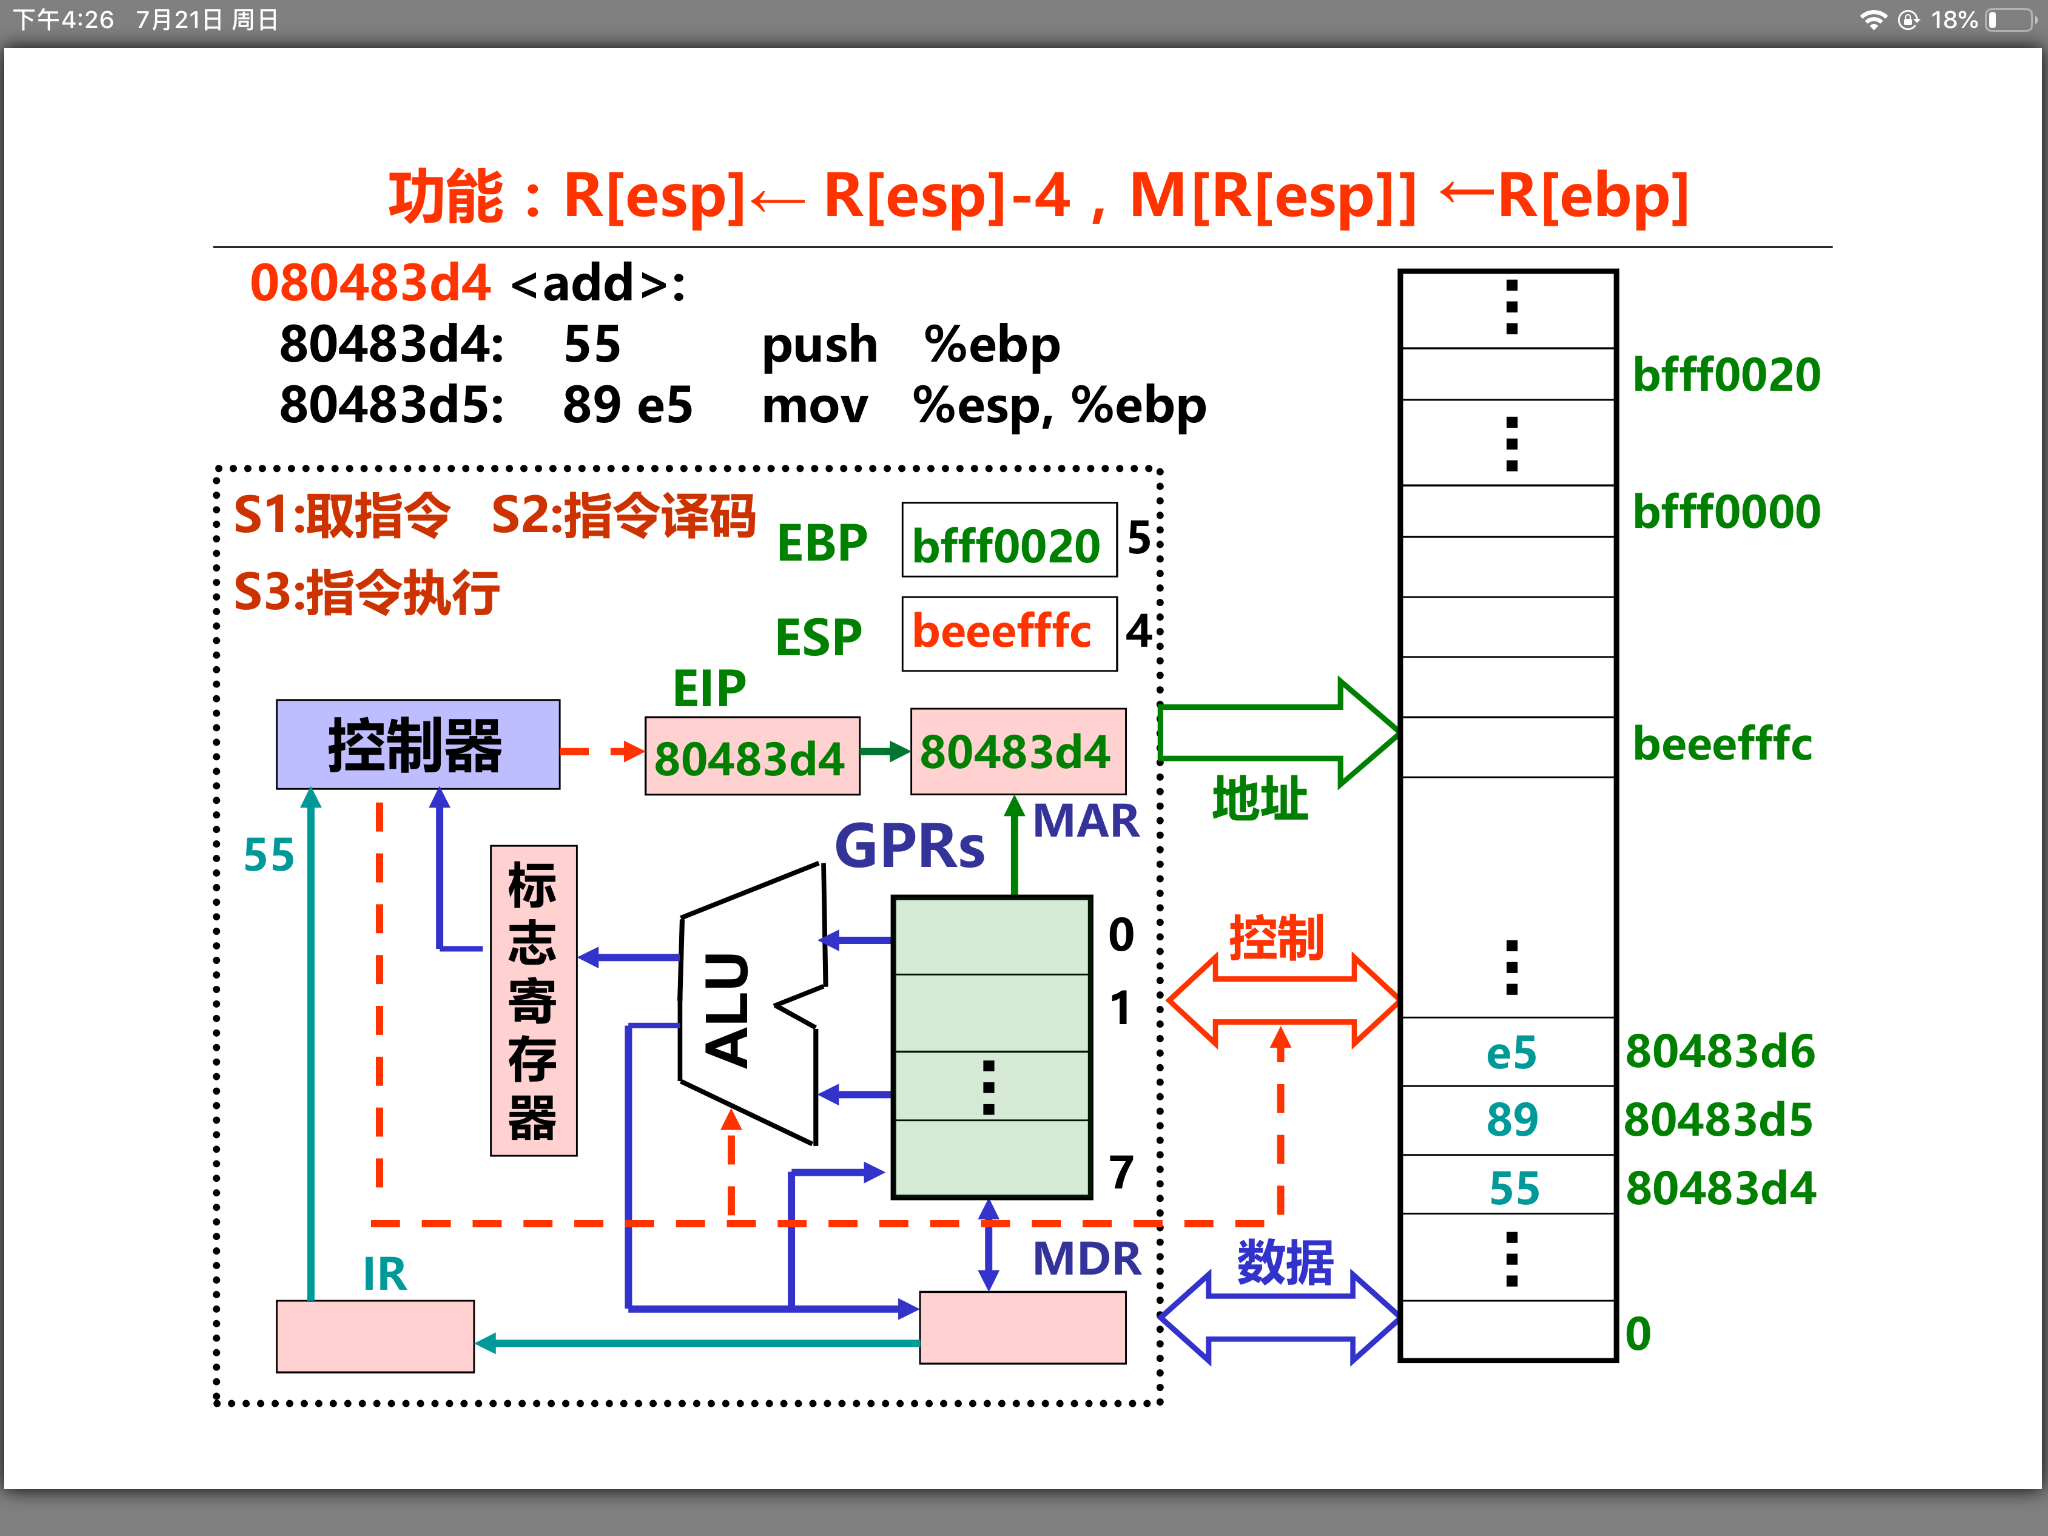 下午4:26 7月21日 周日 18%
功能：R[esp]← R[esp]-4，M[R[esp]] ←R[ebp]
080483d4 <add>:
80483d4: 55 push %ebp
80483d5: 89 e5 mov %esp, %ebp
S1:取指令 S2:指令译码
S3:指令执行
EBP bfff0020 5
ESP beeefffc 4
EIP
控制器 80483d4 80483d4
MAR
GPRs
55
标志寄存器
ALU
0
1
⋮
7
IR
MDR
地址
控制
数据
⋮
bfff0020
⋮
bfff0000
beeefffc
⋮
e5 80483d6
89 80483d5
55 80483d4
⋮
0